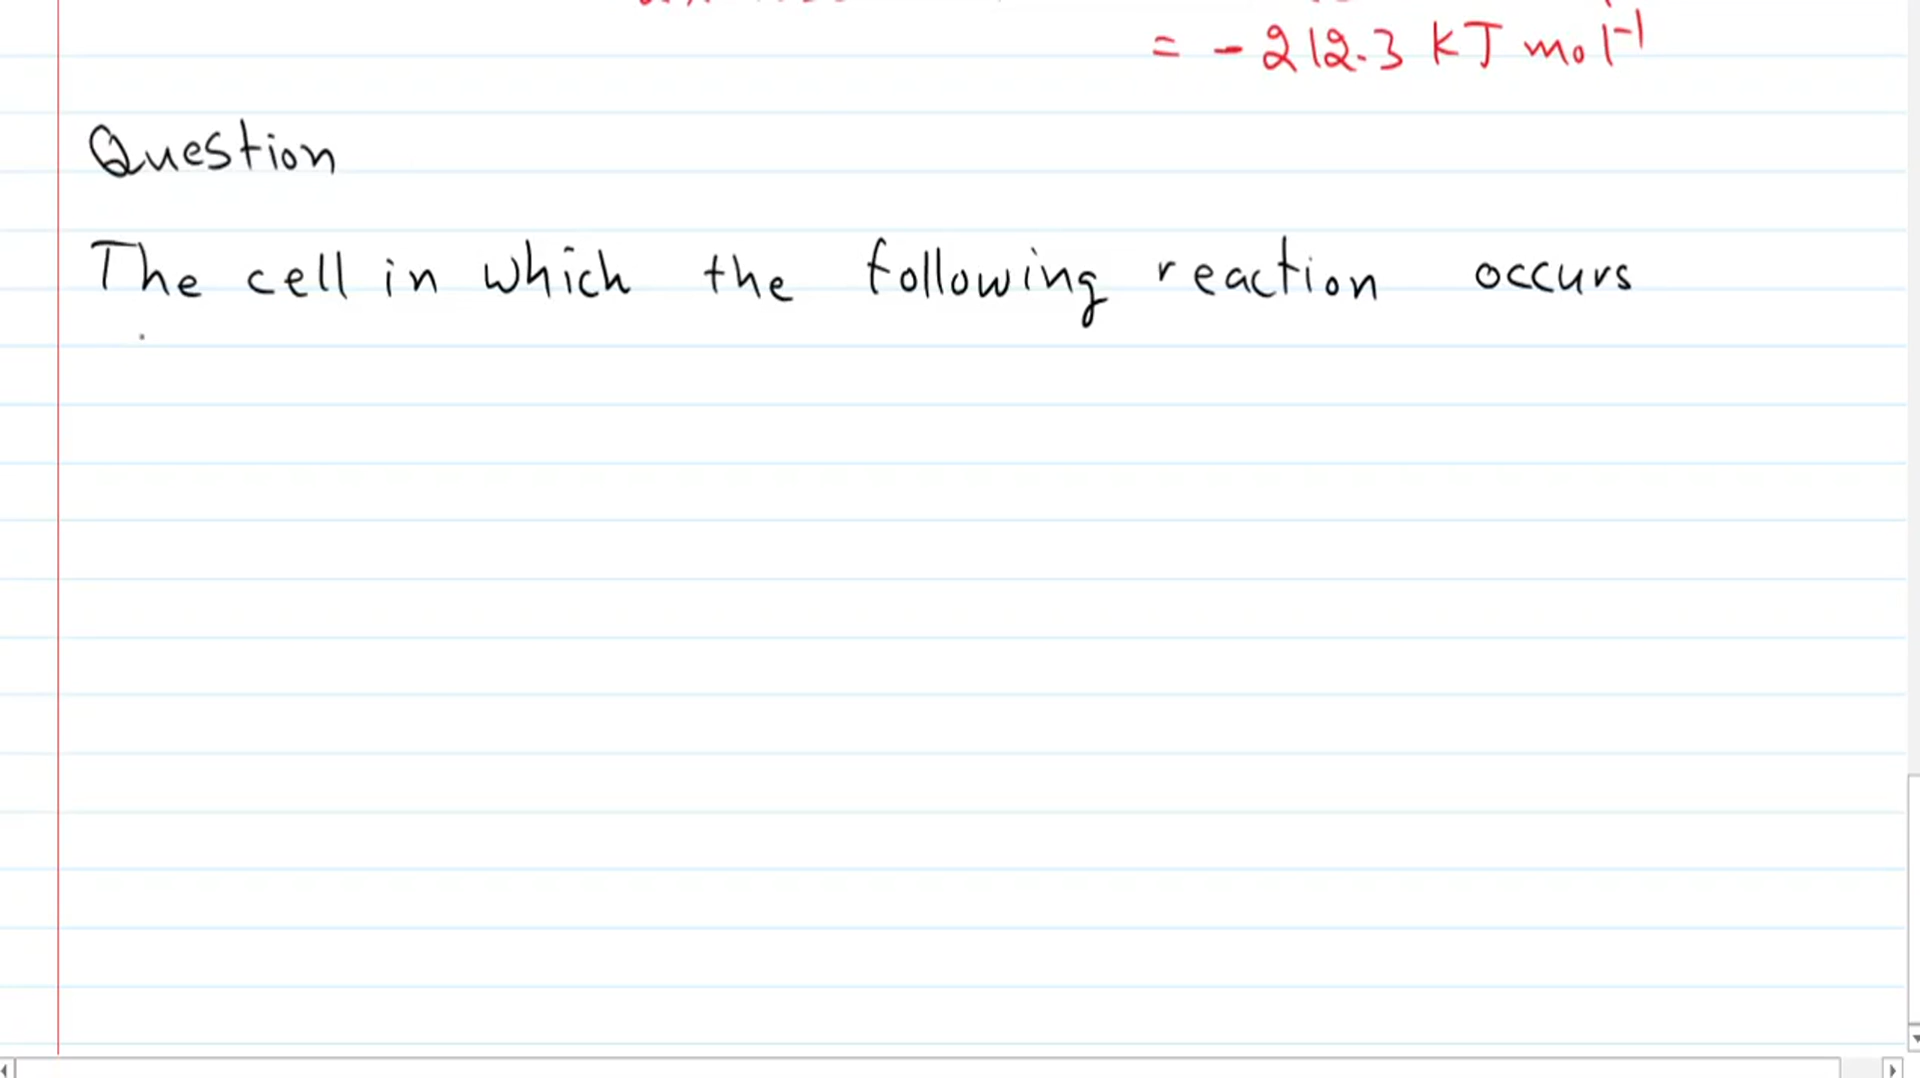 = - 212.3 KJ mol-1
Question
The cell in which the following reaction occurs